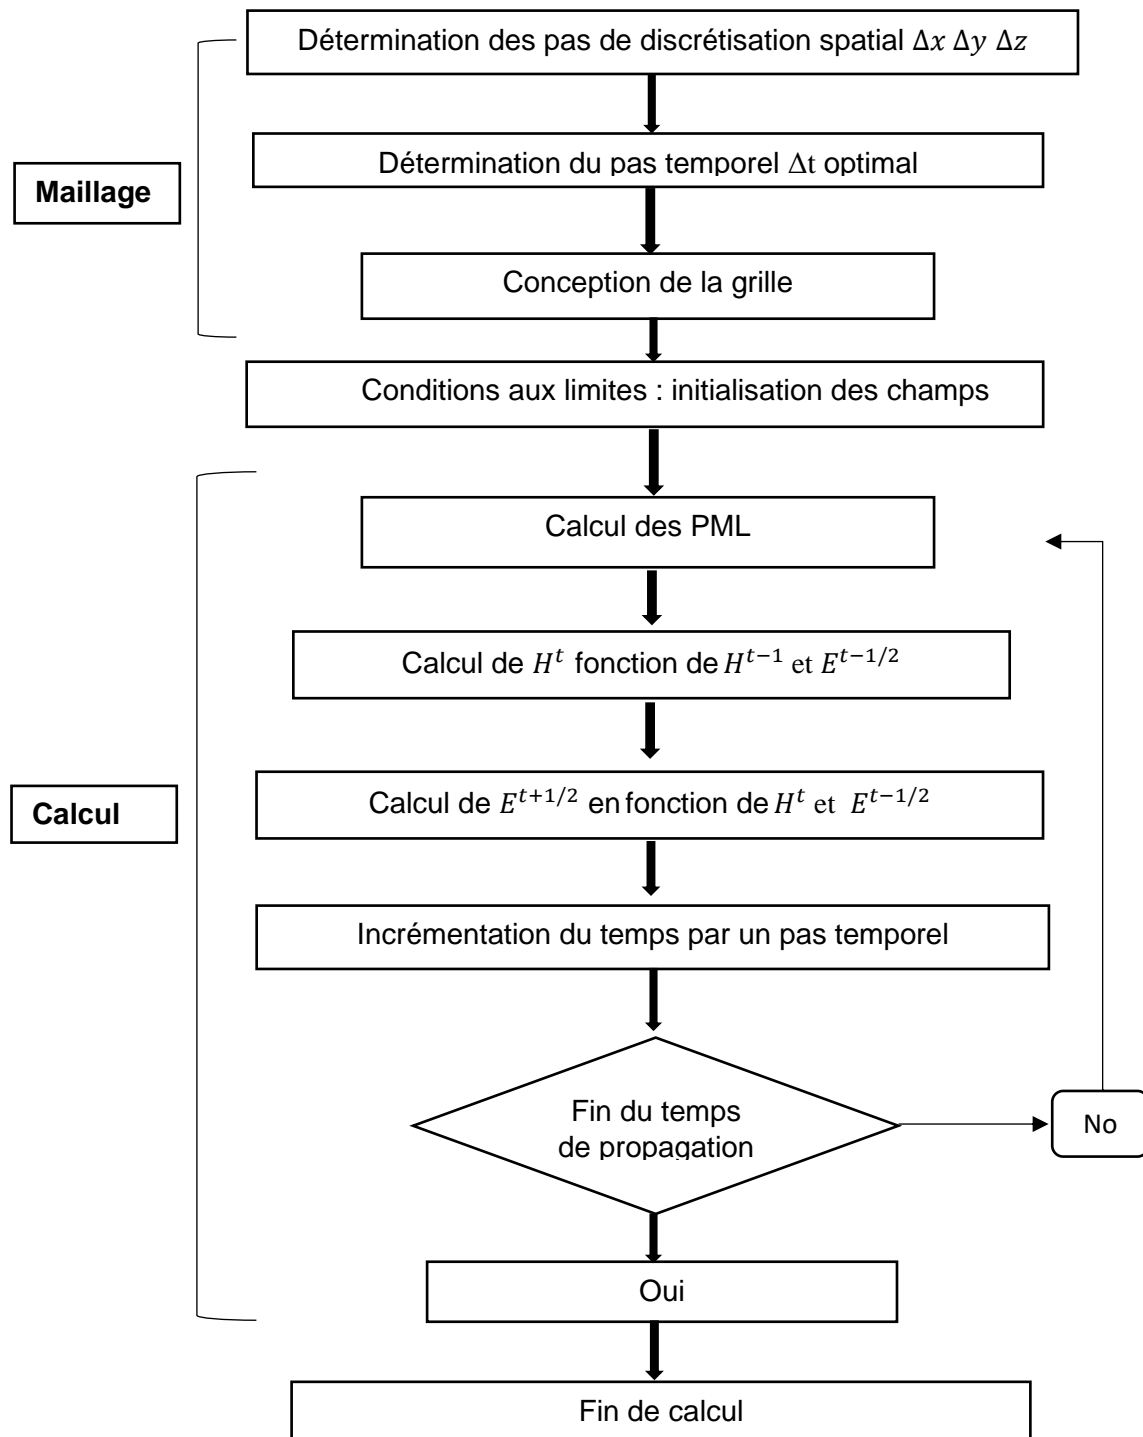 Détermination des pas de discrétisation spatial Δx Δy Δz
Détermination du pas temporel Δt optimal
Maillage
Conception de la grille
Conditions aux limites : initialisation des champs
Calcul des PML
Calcul de H^t fonction de H^{t−1} et E^{t−1/2}
Calcul
Calcul de E^{t+1/2} en fonction de H^t et E^{t−1/2}
Incrémentation du temps par un pas temporel
Fin du temps
de propagation
No
Oui
Fin de calcul